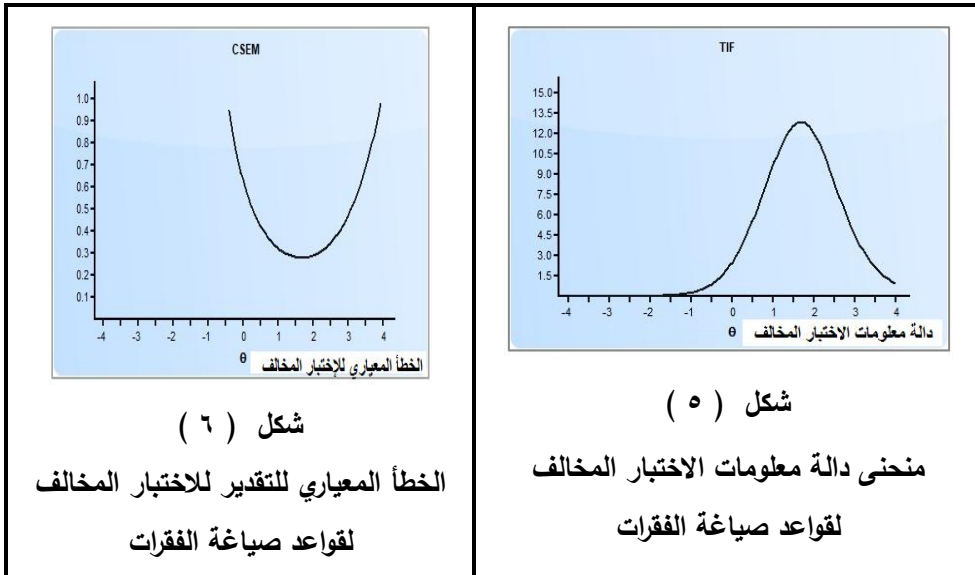 TIF
15.0
13.5
12.0
10.5
9.0
7.5
6.0
4.5
3.0
1.5
-4 -3 -2 -1 0 1 2 3 4
θ دالة معلومات الاختبار المخالف
شكل ( ٥ )
منحنى دالة معلومات الاختبار المخالف
لقواعد صياغة الفقرات
CSEM
1.0
0.9
0.8
0.7
0.6
0.5
0.4
0.3
0.2
0.1
-4 -3 -2 -1 0 1 2 3 4
θ الخطأ المعياري للإختبار المخالف
شكل ( ٦ )
الخطأ المعياري للتقدير للاختبار المخالف
لقواعد صياغة الفقرات